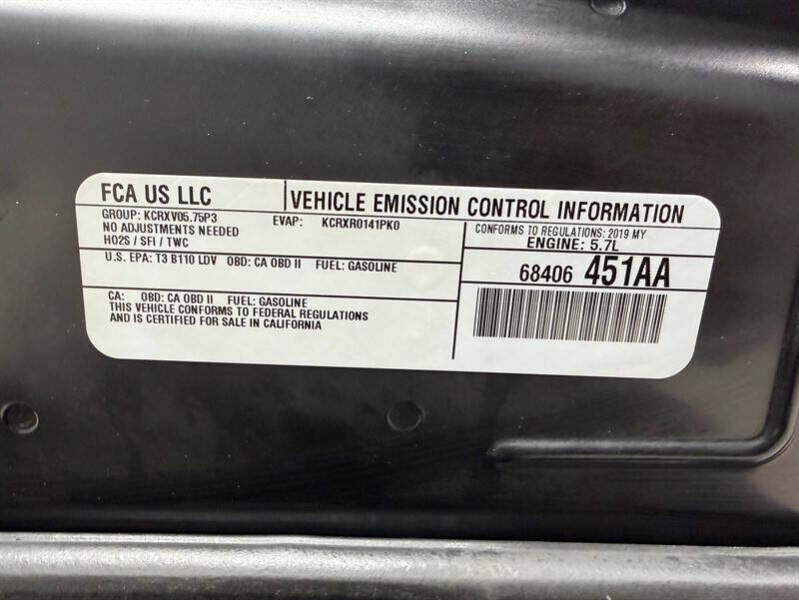 FCA US LLC
VEHICLE EMISSION CONTROL INFORMATION
GROUP: KCRXV05.75P3 EVAP: KCRXR0141PK0
NO ADJUSTMENTS NEEDED
HO2S / SFI / TWC
CONFORMS TO REGULATIONS: 2019 MY
ENGINE: 5.7L
U.S. EPA: T3 B110 LDV OBD: CA OBD II FUEL: GASOLINE
68406 451AA
CA: OBD: CA OBD II FUEL: GASOLINE
THIS VEHICLE CONFORMS TO FEDERAL REGULATIONS
AND IS CERTIFIED FOR SALE IN CALIFORNIA